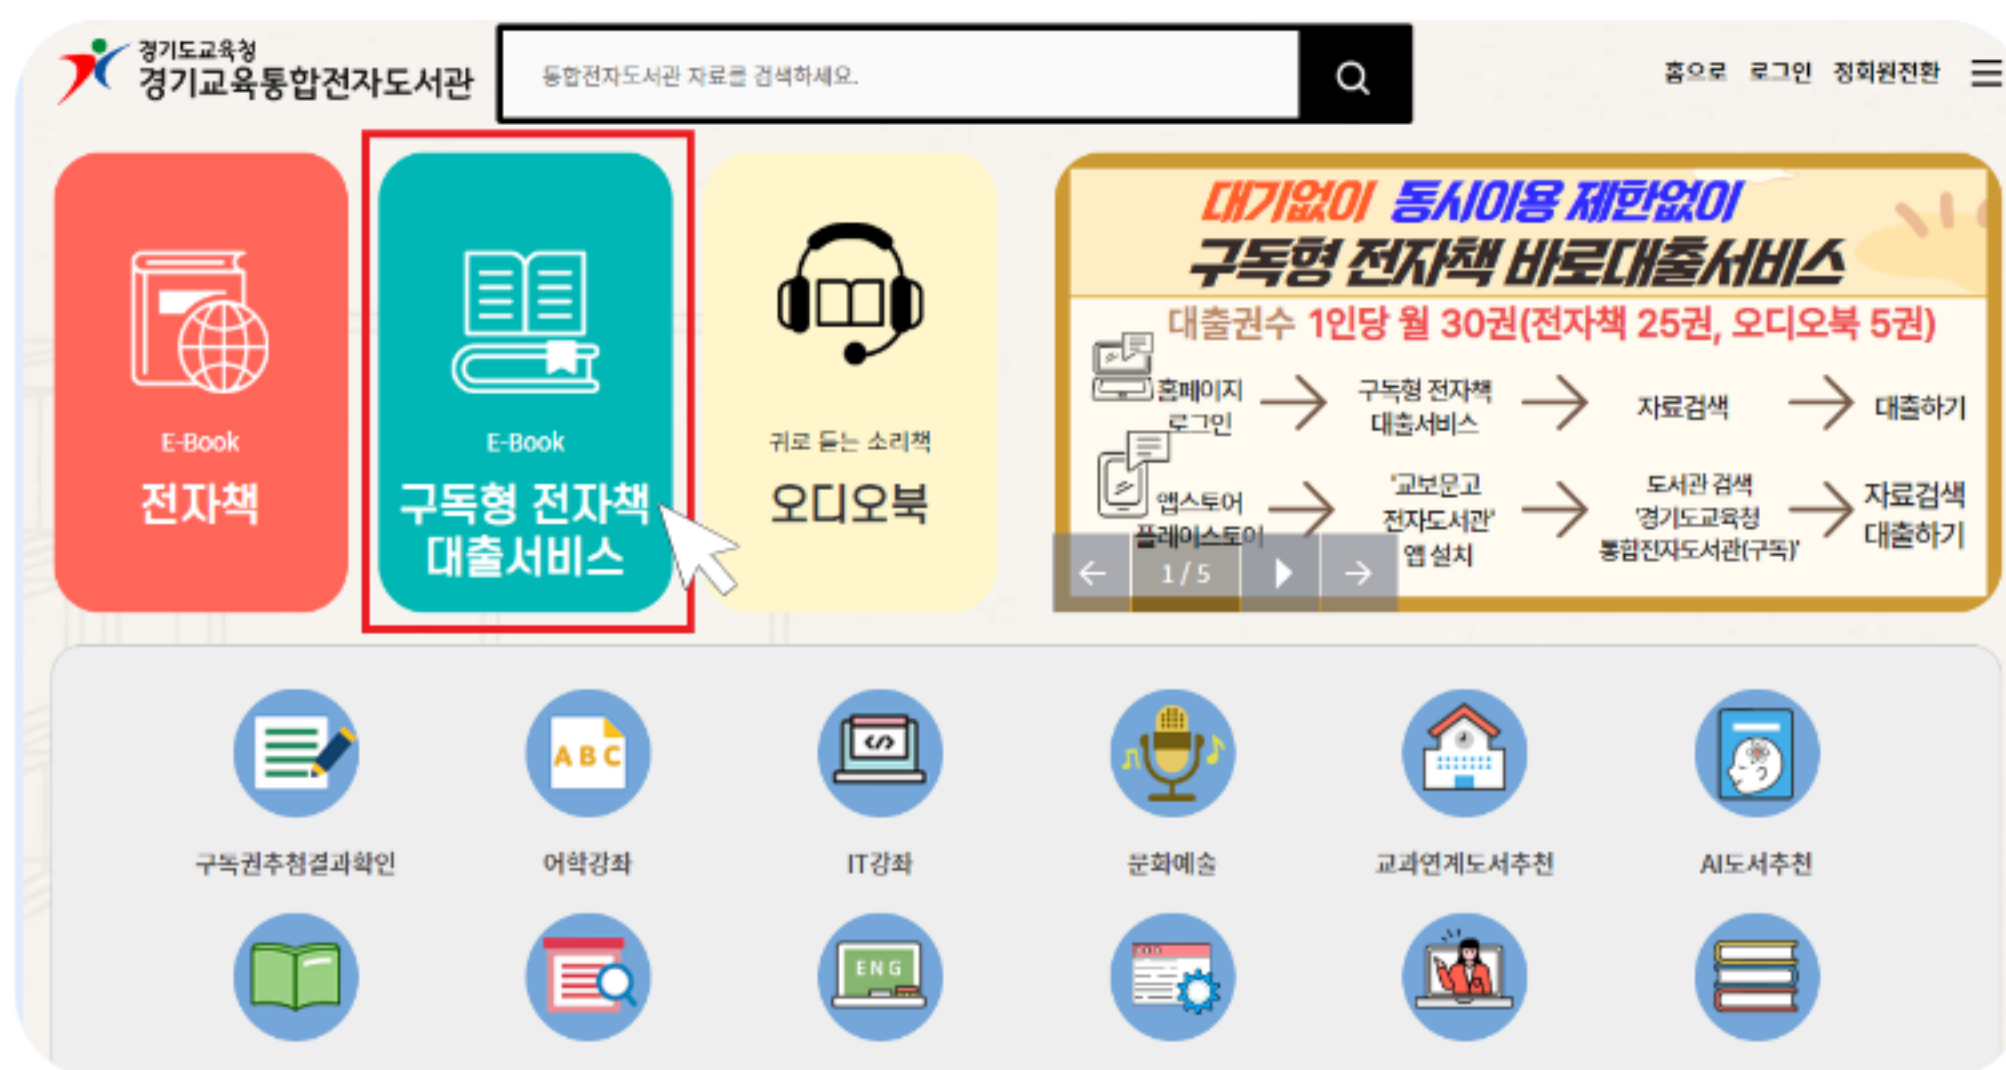 경기도교육청
경기교육통합전자도서관
통합전자도서관 자료를 검색하세요.
홈으로 로그인 정회원전환
E-Book
전자책
E-Book
구독형 전자책
대출서비스
귀로 듣는 소리책
오디오북
대기없이 동시이용 제한없이
구독형 전자책 바로대출서비스
대출권수 1인당 월 30권(전자책 25권, 오디오북 5권)
홈페이지
로그인
구독형 전자책
대출서비스
자료검색
대출하기
앱스토어
플레이스토어
'교보문고
전자도서관'
앱 설치
도서관 검색
'경기도교육청
통합전자도서관(구독)'
자료검색
대출하기
1 / 5
구독권추첨결과확인
어학강좌
IT강좌
문화예술
교과연계도서추천
AI도서추천
A B C
</>
ENG